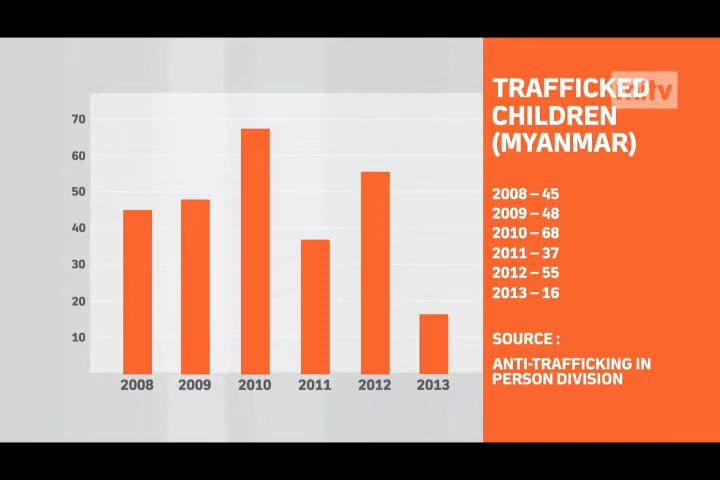 TRAFFICKED
CHILDREN
(MYANMAR)
2008 – 45
2009 – 48
2010 – 68
2011 – 37
2012 – 55
2013 – 16
SOURCE :
ANTI-TRAFFICKING IN
PERSON DIVISION
70
60
50
40
30
20
10
2008 2009 2010 2011 2012 2013